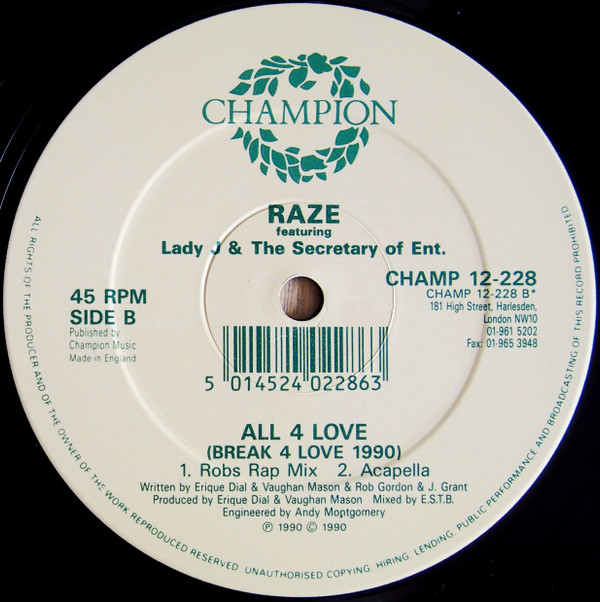 CHAMPION
RAZE
featuring
Lady J & The Secretary of Ent.
CHAMP 12-228
CHAMP 12-228 B*
181 High Street, Harlesden,
London NW10
01-961 5202
Fax: 01-965 3948
45 RPM
SIDE B
Published by
Champion Music
Made in England
5 014524 022863
ALL 4 LOVE
(BREAK 4 LOVE 1990)
1. Robs Rap Mix 2. Acapella
Written by Erique Dial & Vaughan Mason & Rob Gordon & J. Grant
Produced by Erique Dial & Vaughan Mason Mixed by E.S.T.B.
Engineered by Andy Montgomery
℗ 1990 © 1990
ALL RIGHTS OF THE PRODUCER AND OF THE OWNER OF THE WORK REPRODUCED RESERVED. UNAUTHORISED COPYING, HIRING, LENDING, PUBLIC PERFORMANCE AND BROADCASTING OF THIS RECORD PROHIBITED